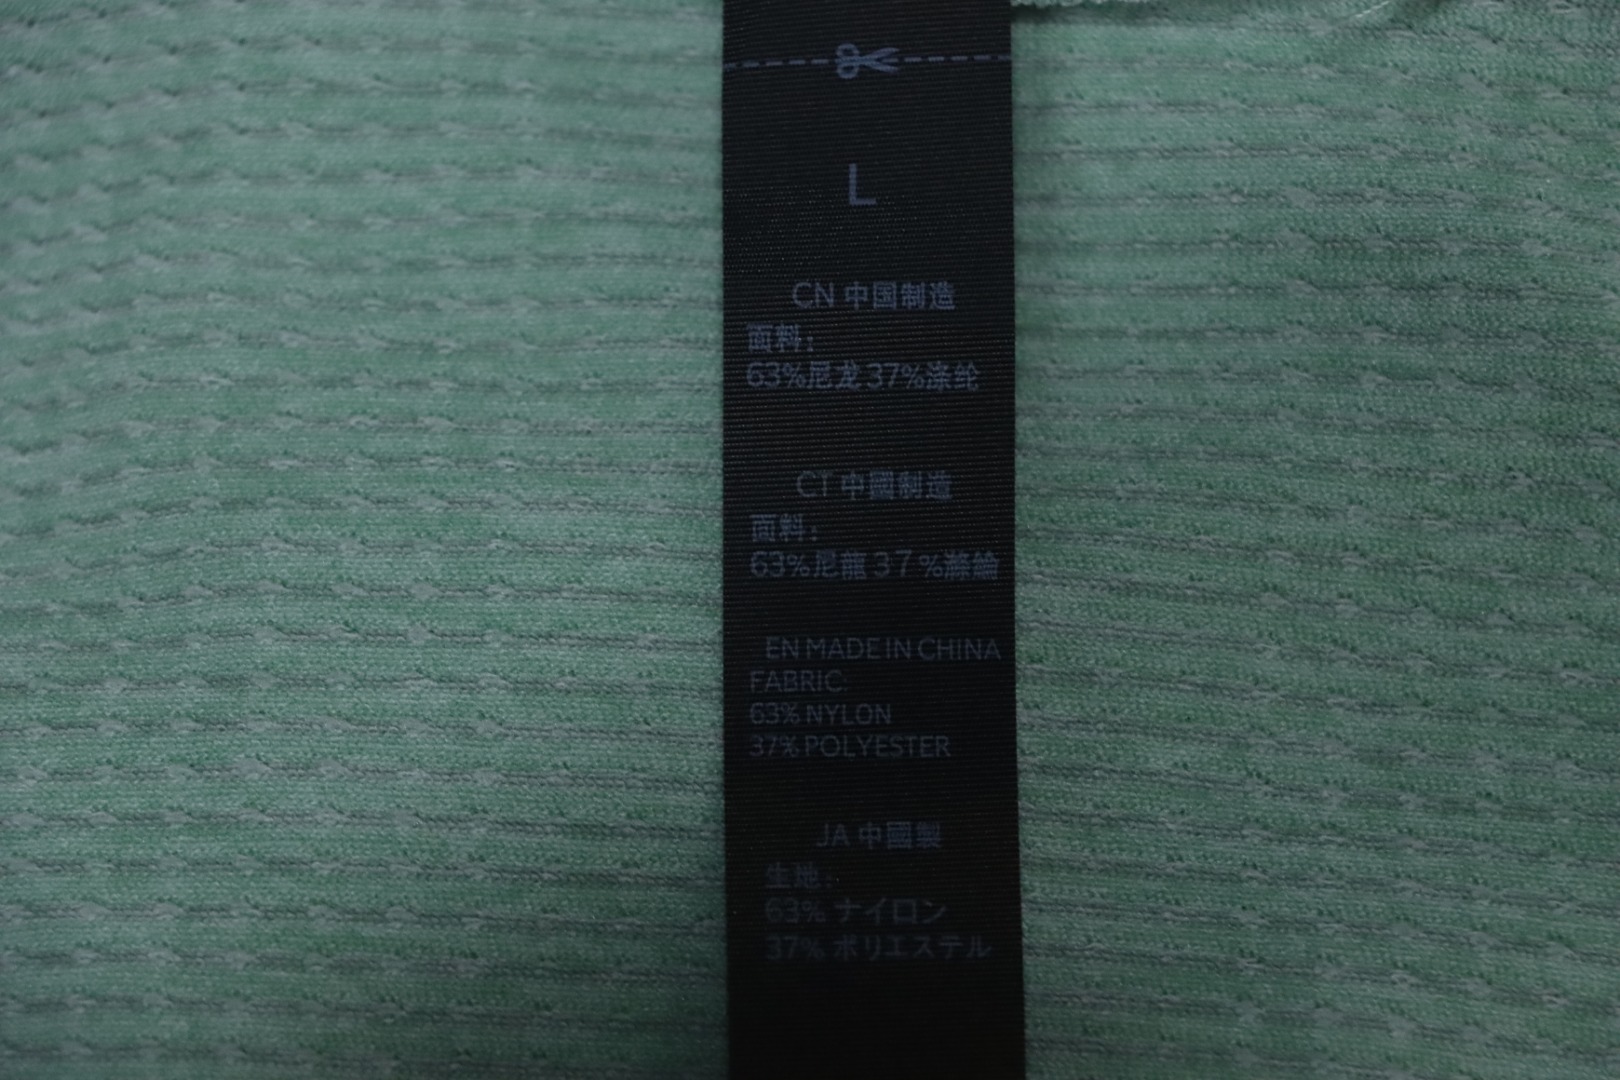 L
CN 中国制造
面料:
63%尼龙37%涤纶
CT 中國制造
面料:
63%尼龍37%滌綸
EN MADE IN CHINA
FABRIC:
63% NYLON
37% POLYESTER
JA 中國製
生地:
63% ナイロン
37% ポリエステル